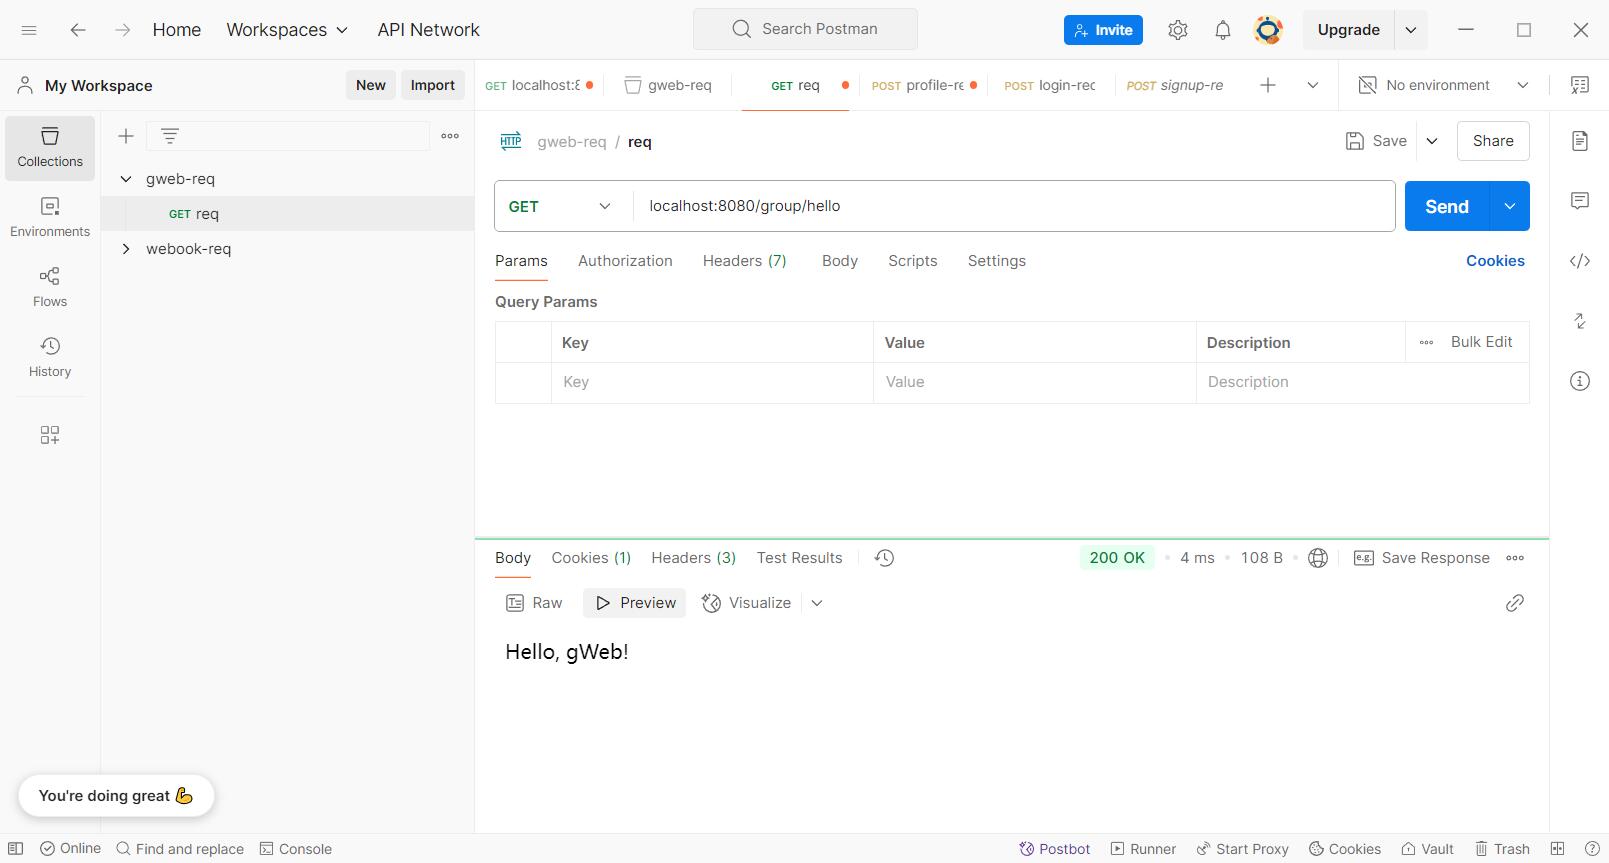 Home Workspaces API Network Search Postman Invite Upgrade
My Workspace New Import
GET localhost:8 gweb-req GET req POST profile-re POST login-rec POST signup-re No environment
Collections
Environments
Flows
History
gweb-req
GET req
webook-req
HTTP gweb-req / req Save Share
GET localhost:8080/group/hello Send
Params Authorization Headers (7) Body Scripts Settings Cookies
Query Params
Key Value Description Bulk Edit
Key Value Description
Body Cookies (1) Headers (3) Test Results 200 OK 4 ms 108 B e.g. Save Response
Raw Preview Visualize
Hello, gWeb!
You're doing great 💪
Online Find and replace Console Postbot Runner Start Proxy Cookies Vault Trash